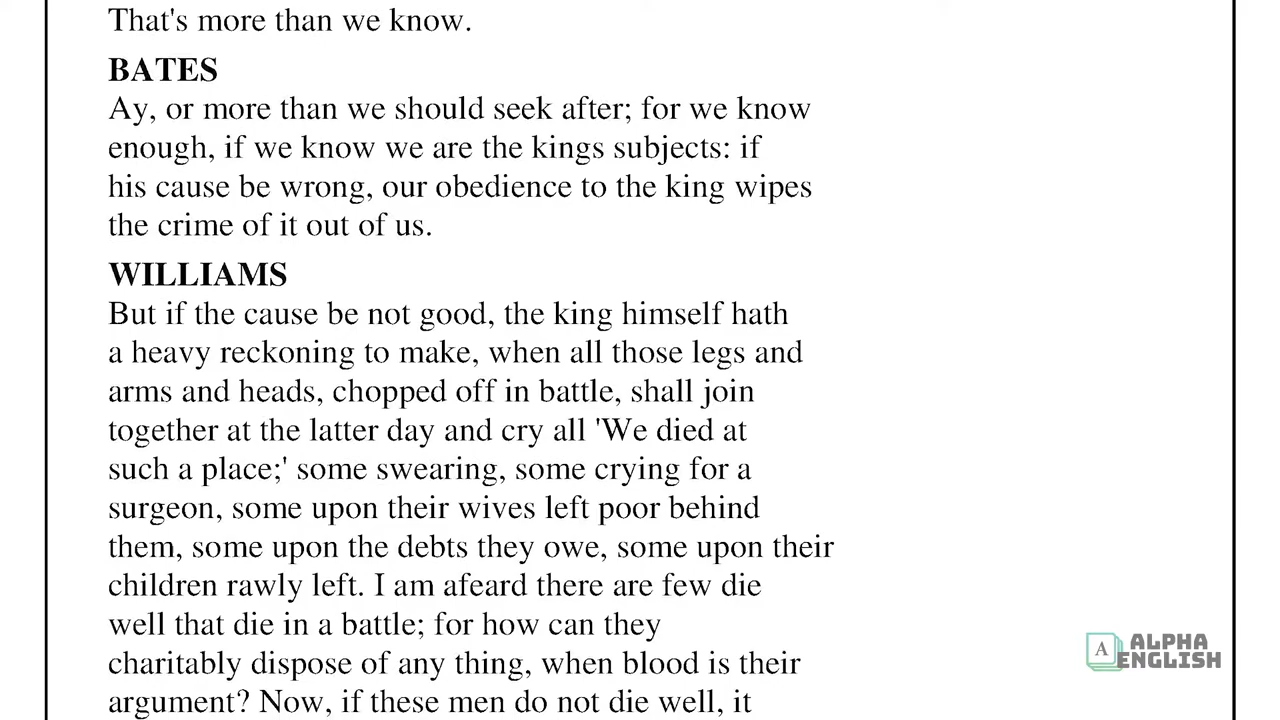 That's more than we know.
BATES
Ay, or more than we should seek after; for we know
enough, if we know we are the kings subjects: if
his cause be wrong, our obedience to the king wipes
the crime of it out of us.
WILLIAMS
But if the cause be not good, the king himself hath
a heavy reckoning to make, when all those legs and
arms and heads, chopped off in battle, shall join
together at the latter day and cry all 'We died at
such a place;' some swearing, some crying for a
surgeon, some upon their wives left poor behind
them, some upon the debts they owe, some upon their
children rawly left. I am afeard there are few die
well that die in a battle; for how can they
charitably dispose of any thing, when blood is their
argument? Now, if these men do not die well, it
A ALPHA
ENGLISH